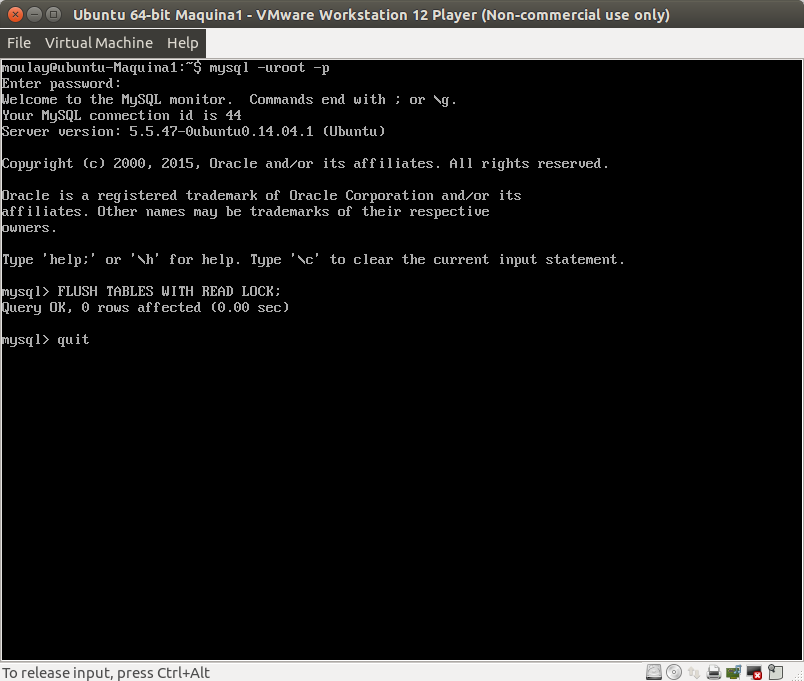 Ubuntu 64-bit Maquina1 - VMware Workstation 12 Player (Non-commercial use only)
File Virtual Machine Help
moulay@ubuntu-Maquina1:~$ mysql -uroot -p
Enter password:
Welcome to the MySQL monitor.  Commands end with ; or \g.
Your MySQL connection id is 44
Server version: 5.5.47-0ubuntu0.14.04.1 (Ubuntu)
Copyright (c) 2000, 2015, Oracle and/or its affiliates. All rights reserved.
Oracle is a registered trademark of Oracle Corporation and/or its
affiliates. Other names may be trademarks of their respective
owners.
Type 'help;' or '\h' for help. Type '\c' to clear the current input statement.
mysql> FLUSH TABLES WITH READ LOCK;
Query OK, 0 rows affected (0.00 sec)
mysql> quit
To release input, press Ctrl+Alt